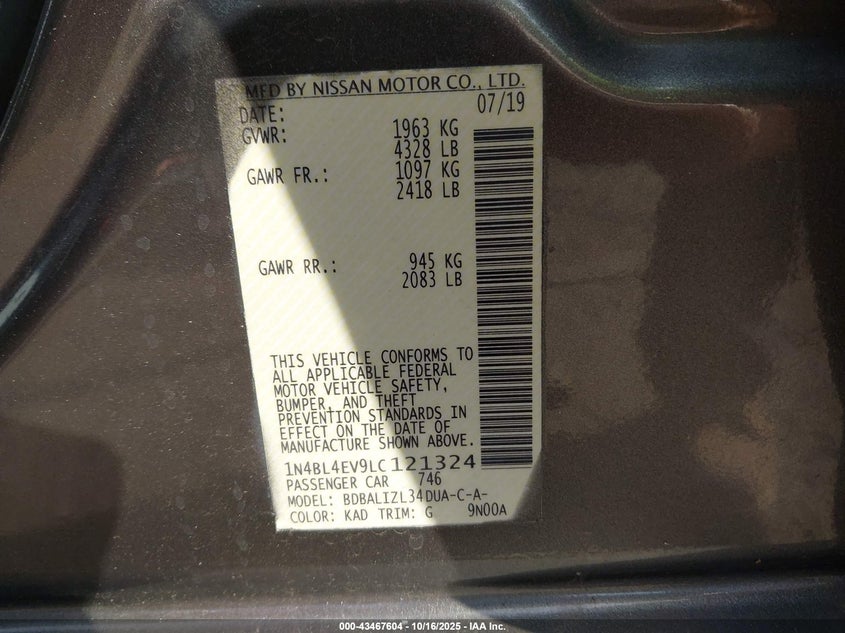 MFD BY NISSAN MOTOR CO., LTD.
DATE: 07/19
GVWR: 1963 KG
4328 LB
GAWR FR.: 1097 KG
2418 LB
GAWR RR.: 945 KG
2083 LB
THIS VEHICLE CONFORMS TO
ALL APPLICABLE FEDERAL
MOTOR VEHICLE SAFETY,
BUMPER, AND THEFT
PREVENTION STANDARDS IN
EFFECT ON THE DATE OF
MANUFACTURE SHOWN ABOVE.
1N4BL4EV9LC121324
PASSENGER CAR 746
MODEL: BDBALIZL34DUA-C-A-
COLOR: KAD TRIM: G 9N00A
000-43467604 - 10/16/2025 - IAA Inc.